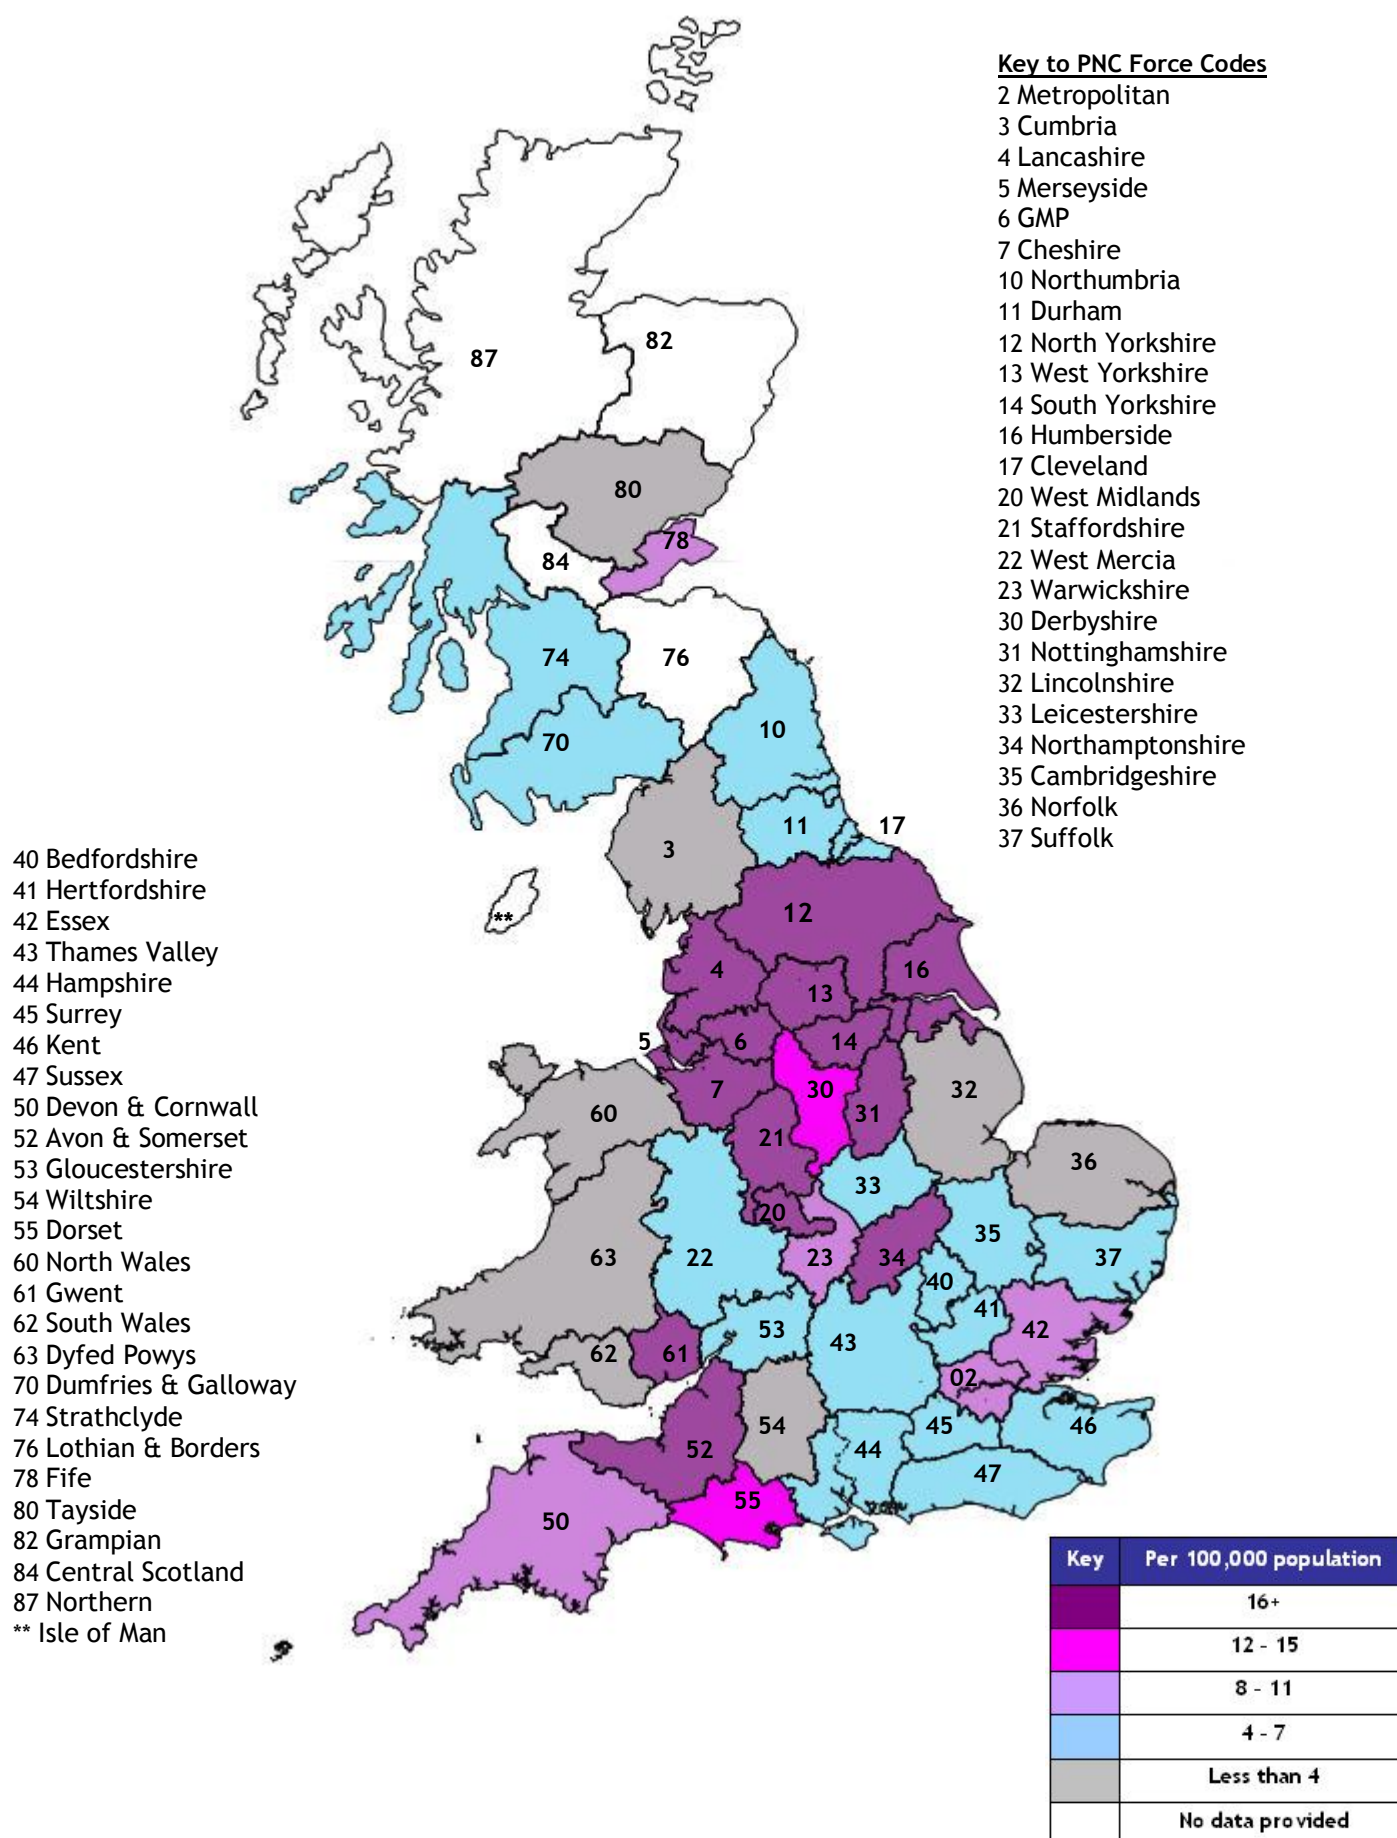 Key to PNC Force Codes
2 Metropolitan
3 Cumbria
4 Lancashire
5 Merseyside
6 GMP
7 Cheshire
10 Northumbria
11 Durham
12 North Yorkshire
13 West Yorkshire
14 South Yorkshire
16 Humberside
17 Cleveland
20 West Midlands
21 Staffordshire
22 West Mercia
23 Warwickshire
30 Derbyshire
31 Nottinghamshire
32 Lincolnshire
33 Leicestershire
34 Northamptonshire
35 Cambridgeshire
36 Norfolk
37 Suffolk
40 Bedfordshire
41 Hertfordshire
42 Essex
43 Thames Valley
44 Hampshire
45 Surrey
46 Kent
47 Sussex
50 Devon & Cornwall
52 Avon & Somerset
53 Gloucestershire
54 Wiltshire
55 Dorset
60 North Wales
61 Gwent
62 South Wales
63 Dyfed Powys
70 Dumfries & Galloway
74 Strathclyde
76 Lothian & Borders
78 Fife
80 Tayside
82 Grampian
84 Central Scotland
87 Northern
** Isle of Man
82
87
80
78
84
74
76
10
70
11
17
3
12
**
4
16
13
5
6
14
7
30
32
60
31
21
36
33
20
35
63
22
23
34
37
40
41
53
43
42
62
61
02
54
45
46
52
44
47
55
50
Key Per 100,000 population
16+
12 - 15
8 - 11
4 - 7
Less than 4
No data provided